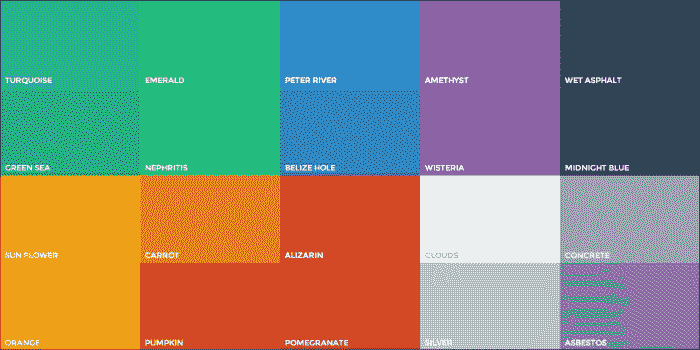 TURQUOISE
EMERALD
PETER RIVER
AMETHYST
WET ASPHALT
GREEN SEA
NEPHRITIS
BELIZE HOLE
WISTERIA
MIDNIGHT BLUE
SUN FLOWER
CARROT
ALIZARIN
CLOUDS
CONCRETE
ORANGE
PUMPKIN
POMEGRANATE
SILVER
ASBESTOS